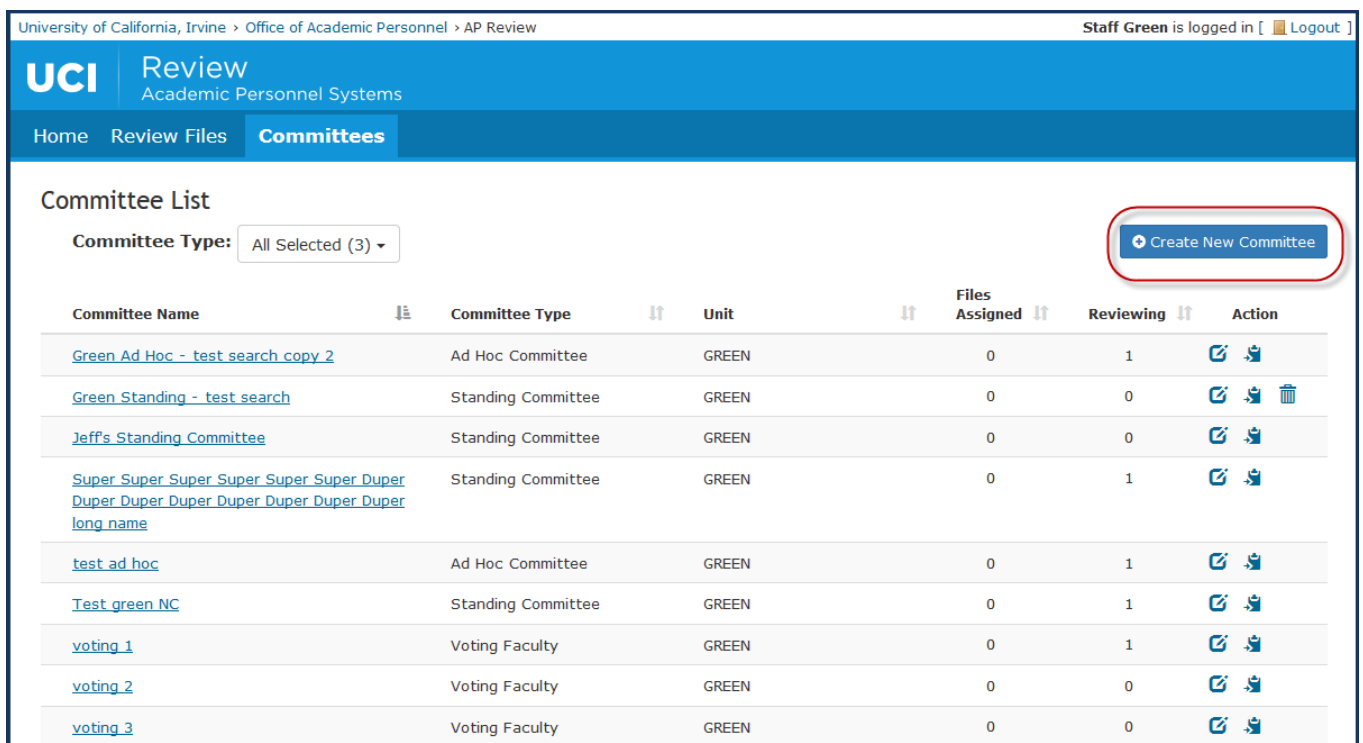 University of California, Irvine › Office of Academic Personnel › AP Review Staff Green is logged in [ Logout ]
UCI Review
Academic Personnel Systems
Home Review Files Committees
Committee List
Committee Type: All Selected (3) Create New Committee
Files
Committee Name Committee Type Unit Assigned Reviewing Action
Green Ad Hoc - test search copy 2 Ad Hoc Committee GREEN 0 1
Green Standing - test search Standing Committee GREEN 0 0
Jeff's Standing Committee Standing Committee GREEN 0 0
Super Super Super Super Super Super Duper Standing Committee GREEN 0 1
Duper Duper Duper Duper Duper Duper Duper
long name
test ad hoc Ad Hoc Committee GREEN 0 1
Test green NC Standing Committee GREEN 0 1
voting 1 Voting Faculty GREEN 0 1
voting 2 Voting Faculty GREEN 0 0
voting 3 Voting Faculty GREEN 0 0